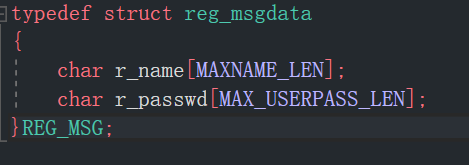 typedef struct reg_msgdata
{
char r_name[MAXNAME_LEN];
char r_passwd[MAX_USERPASS_LEN];
}REG_MSG;